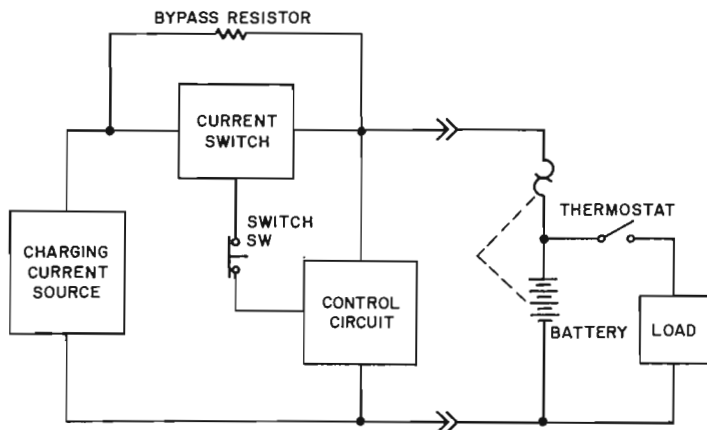 BYPASS RESISTOR
CURRENT
SWITCH
SWITCH
SW
THERMOSTAT
CHARGING
CURRENT
SOURCE
CONTROL
CIRCUIT
BATTERY
LOAD